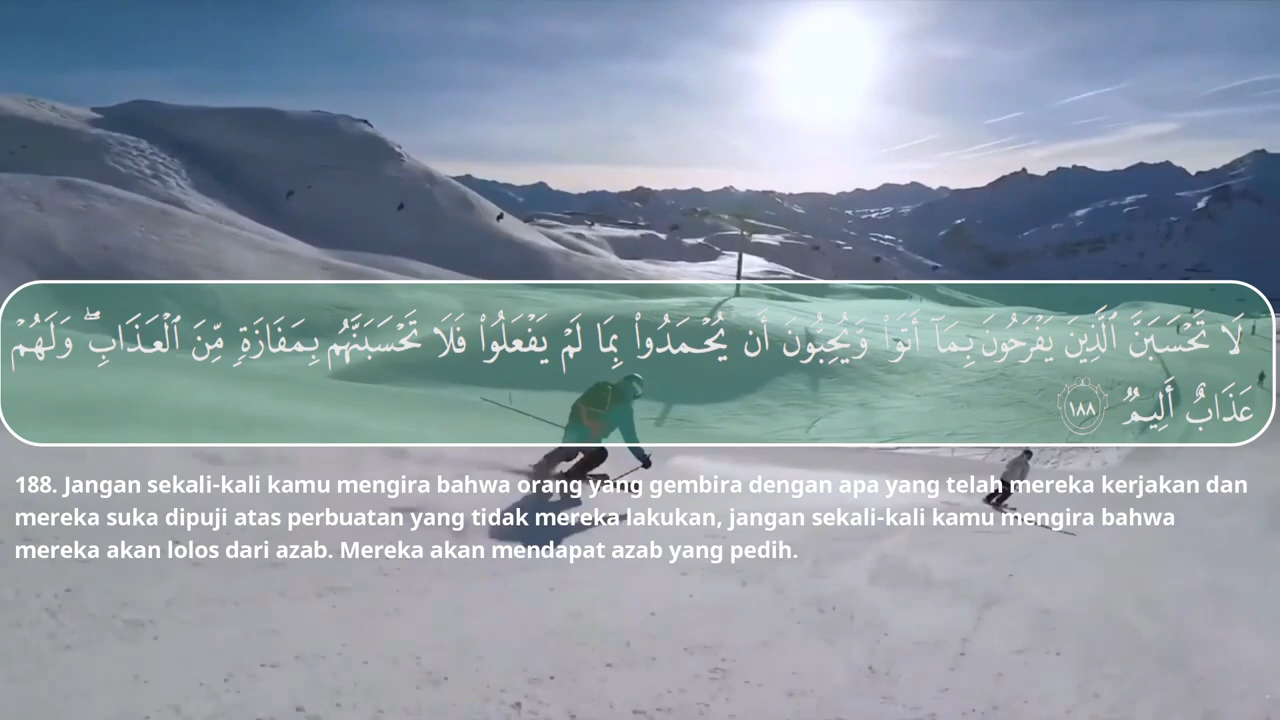 لَا تَحْسَبَنَّ ٱلَّذِينَ يَفْرَحُونَ بِمَآ أَتَوا۟ وَّيُحِبُّونَ أَن يُحْمَدُوا۟ بِمَا لَمْ يَفْعَلُوا۟ فَلَا تَحْسَبَنَّهُم بِمَفَازَةٍ مِّنَ ٱلْعَذَابِ ۖ وَلَهُمْ
عَذَابٌ أَلِيمٌ ١٨٨
188. Jangan sekali-kali kamu mengira bahwa orang yang gembira dengan apa yang telah mereka kerjakan dan
mereka suka dipuji atas perbuatan yang tidak mereka lakukan, jangan sekali-kali kamu mengira bahwa
mereka akan lolos dari azab. Mereka akan mendapat azab yang pedih.